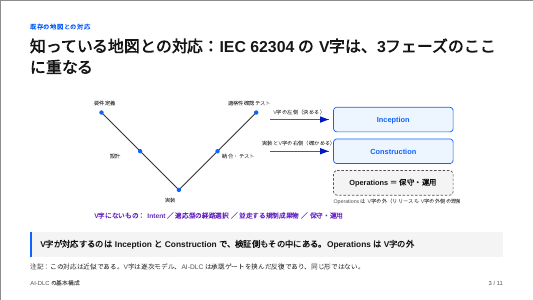 既存の地図との対応
知っている地図との対応：IEC 62304 の V字は、3フェーズのここ
に重なる
要件定義
適格性確認テスト
V字の左側（決める）
Inception
設計
結合・テスト
実装とV字の右側（確かめる）
Construction
Operations ＝ 保守・運用
実装
Operations は V字の外（リリースも V字の外側の理解
V字にないもの： Intent ／ 適応型の経路選択 ／ 並走する規制成果物 ／ 保守・運用
V字が対応するのは Inception と Construction で、検証側もその中にある。Operations は V字の外
注記：この対応は近似である。V字は逐次モデル、AI-DLC は承認ゲートを挟んだ反復であり、同じ形ではない。
AI-DLC の基本構成
3 / 11